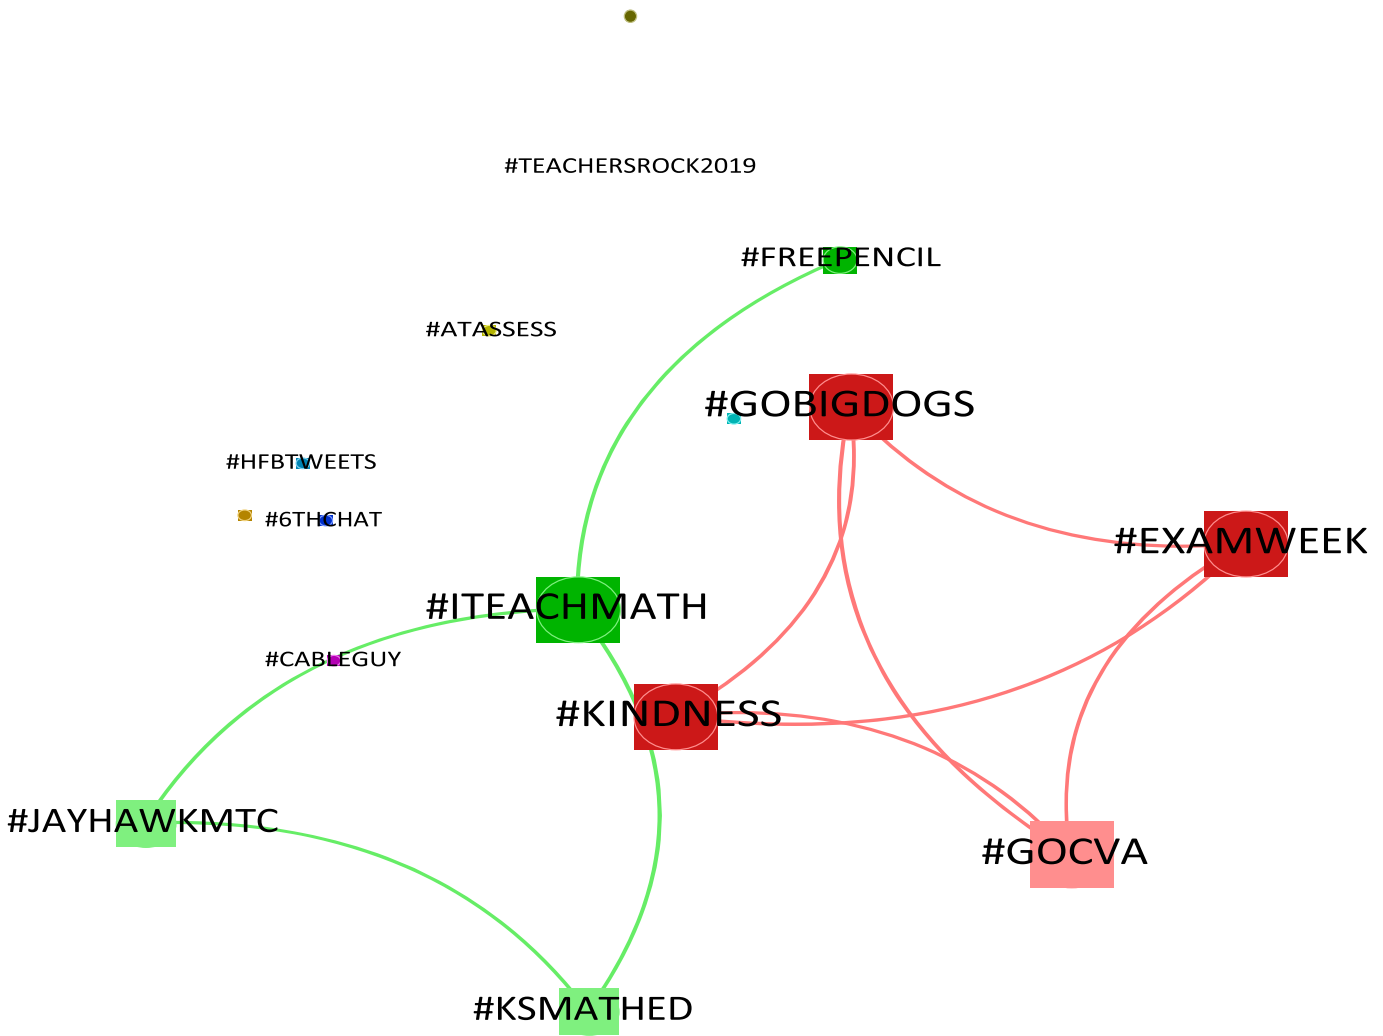 #TEACHERSROCK2019
#FREEPENCIL
#ATASSESS
#GOBIGDOGS
#HFBTWEETS
#6THCHAT
#EXAMWEEK
#ITEACHMATH
#CABLEGUY
#KINDNESS
#JAYHAWKMTC
#GOCVA
#KSMATHED